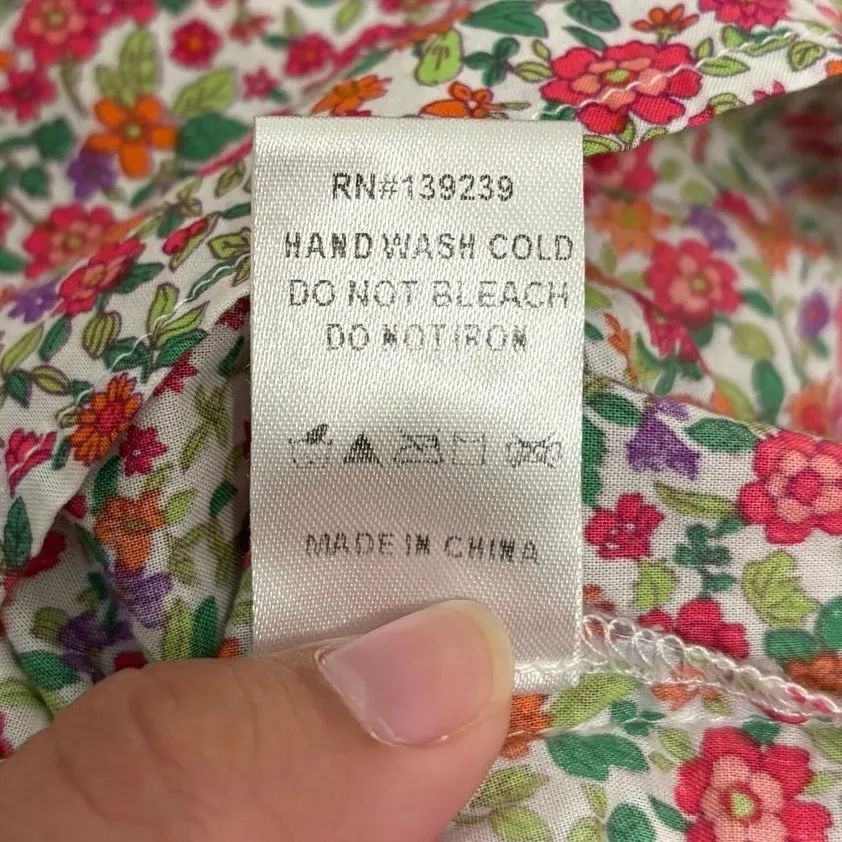 RN#139239
HAND WASH COLD
DO NOT BLEACH
DO NOT IRON
MADE IN CHINA